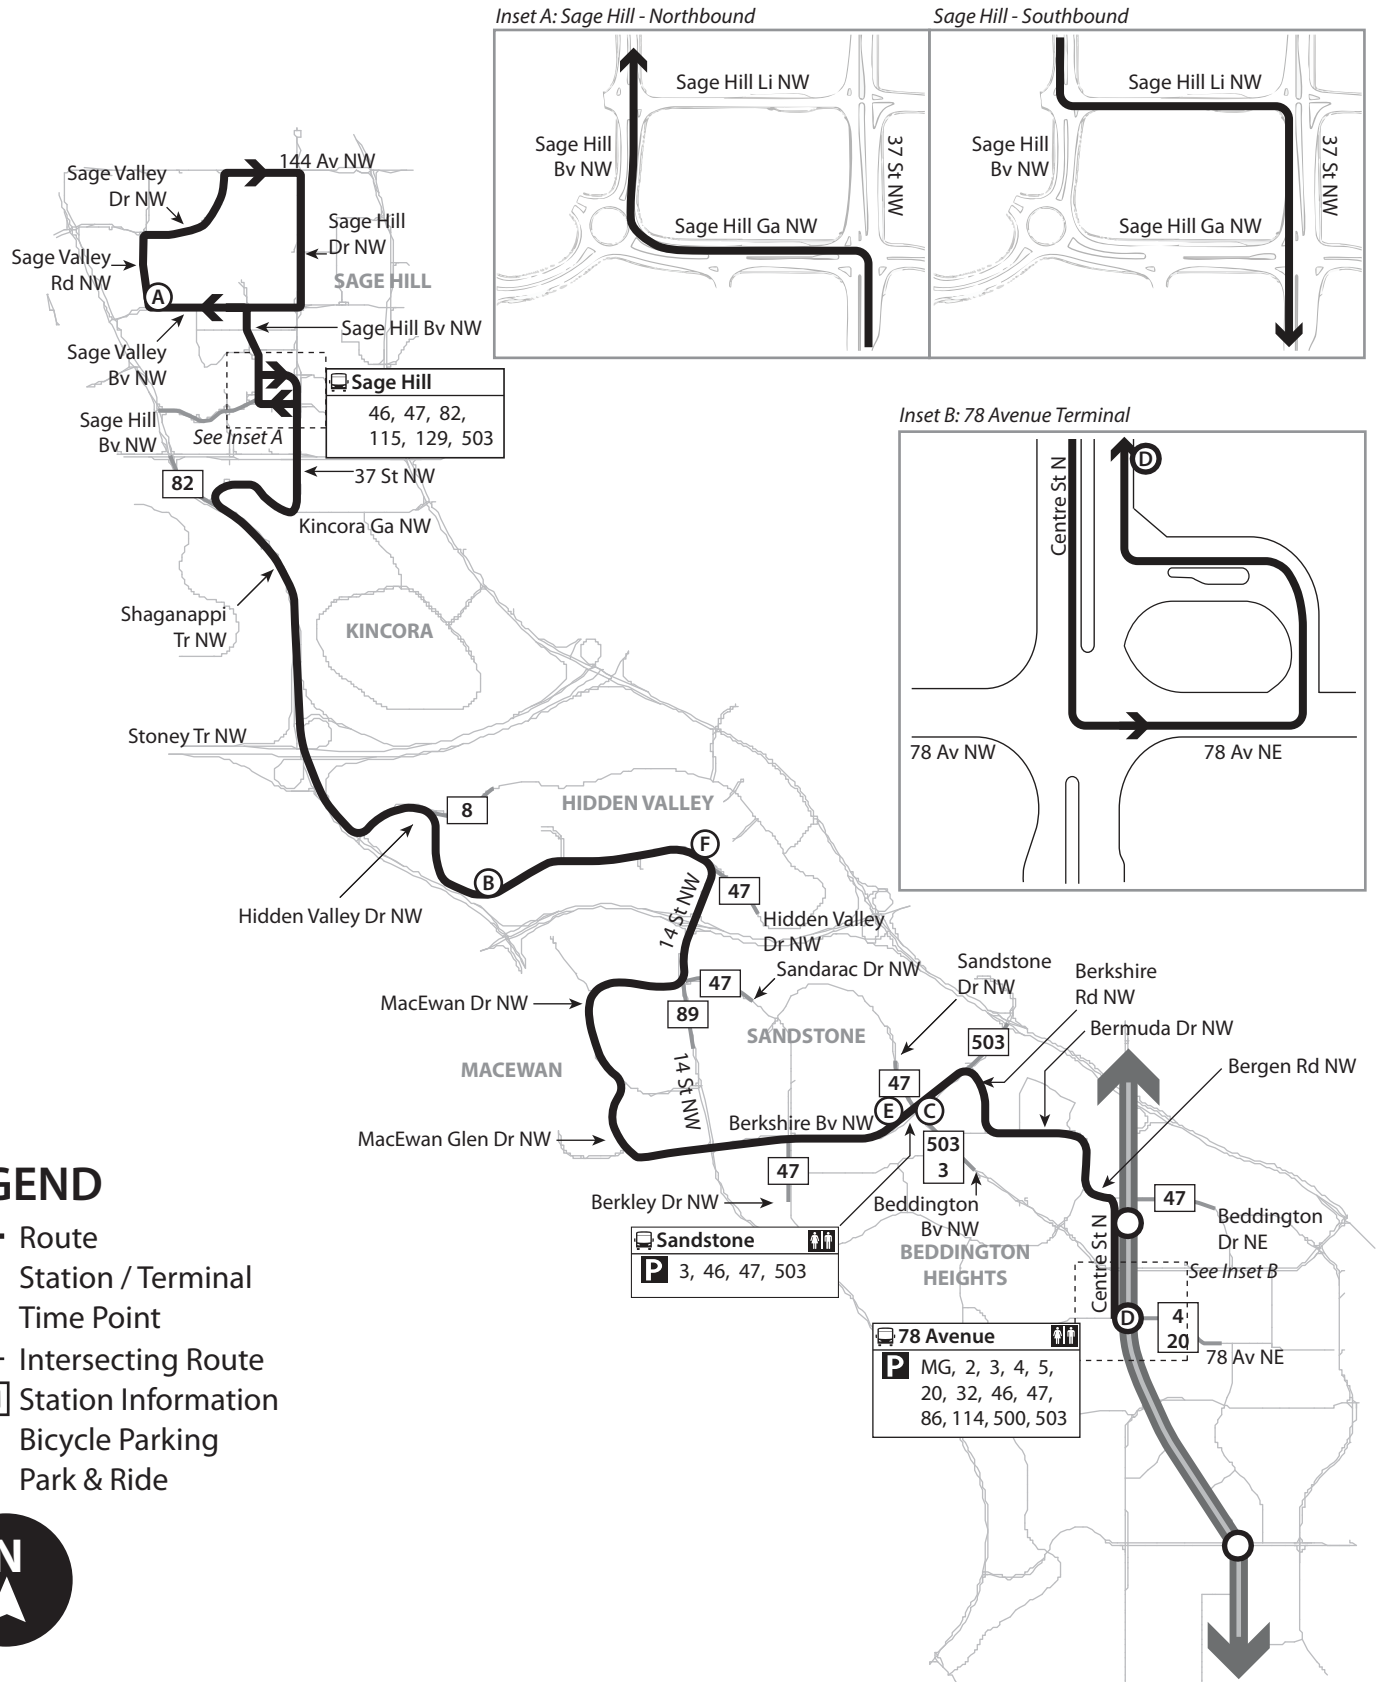 Inset A: Sage Hill - Northbound
Sage Hill - Southbound
Sage Hill Li NW
Sage Hill
Bv NW
37 St NW
Sage Hill Ga NW
Sage Hill Li NW
Sage Hill
Bv NW
37 St NW
Sage Hill Ga NW
144 Av NW
Sage Valley
Dr NW
Sage Hill
Dr NW
Sage Valley
Rd NW
SAGE HILL
A
Sage Hill Bv NW
Sage Valley
Bv NW
Sage Hill
46, 47, 82,
115, 129, 503
Sage Hill
Bv NW
See Inset A
82
37 St NW
Kincora Ga NW
Inset B: 78 Avenue Terminal
Centre St N
D
78 Av NW
78 Av NE
Shaganappi
Tr NW
KINCORA
Stoney Tr NW
8
HIDDEN VALLEY
F
B
47
14 St NW
Hidden Valley Dr NW
Hidden Valley
Dr NW
Sandarac Dr NW
Sandstone
Dr NW
Berkshire
Rd NW
MacEwan Dr NW
47
89
SANDSTONE
503
Bermuda Dr NW
MACEWAN
14 St NW
47
Bergen Rd NW
E
C
Berkshire Bv NW
MacEwan Glen Dr NW
503
3
47
Berkley Dr NW
Beddington
Bv NW
47
Beddington
Dr NE
Sandstone
P 3, 46, 47, 503
BEDDINGTON
HEIGHTS
Centre St N
See Inset B
D
4
20
78 Av NE
78 Avenue
P MG, 2, 3, 4, 5,
20, 32, 46, 47,
86, 114, 500, 503
GEND
Route
Station / Terminal
Time Point
Intersecting Route
Station Information
Bicycle Parking
Park & Ride
N